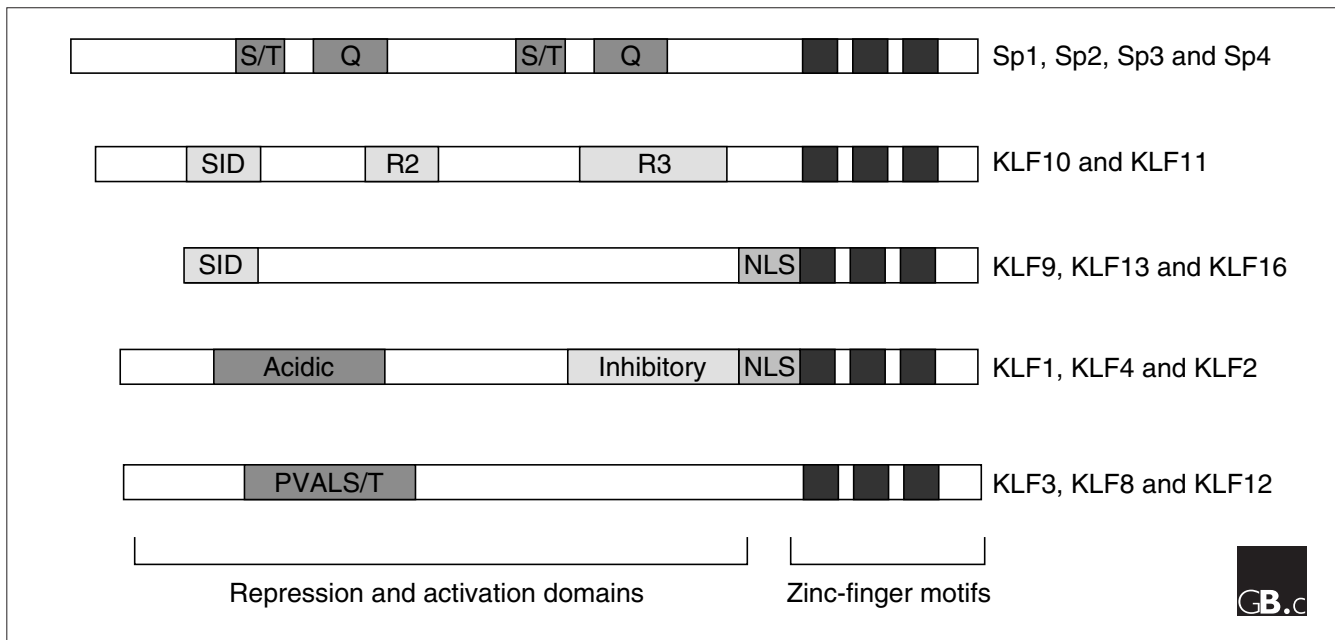 S/T Q S/T Q Sp1, Sp2, Sp3 and Sp4
SID R2 R3 KLF10 and KLF11
SID NLS KLF9, KLF13 and KLF16
Acidic Inhibitory NLS KLF1, KLF4 and KLF2
PVALS/T KLF3, KLF8 and KLF12
Repression and activation domains Zinc-finger motifs
GB.c